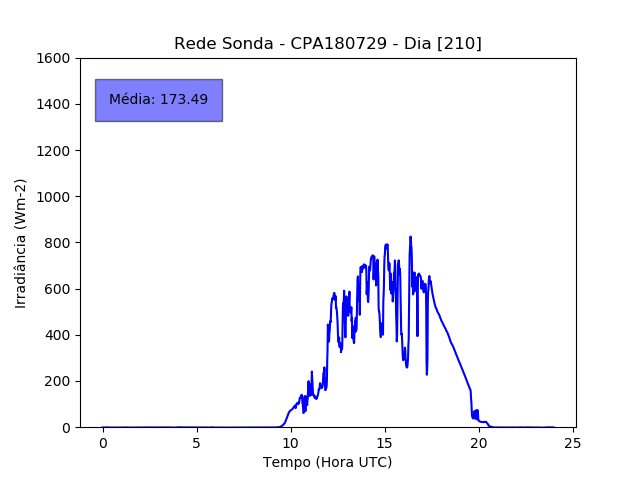 Rede Sonda - CPA180729 - Dia [210]
1600
1400
1200
1000
800
600
400
200
0
Média: 173.49
Irradiância (Wm-2)
0 5 10 15 20 25
Tempo (Hora UTC)